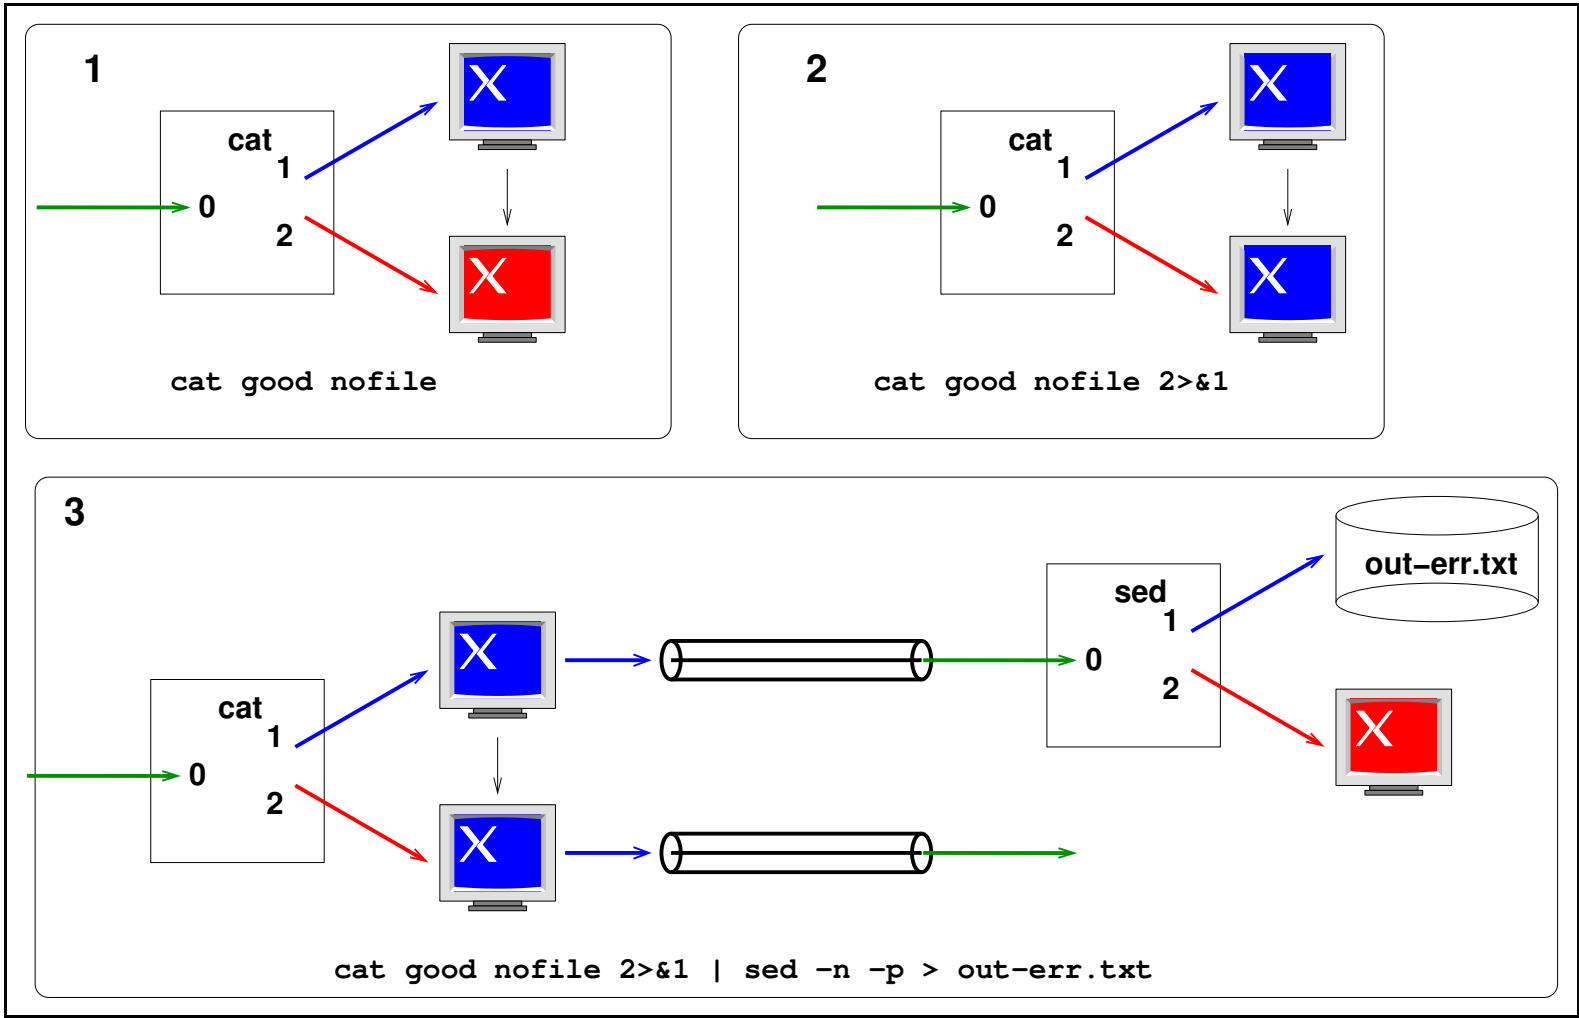 1
cat
1
0
2
X
X
cat good nofile
2
cat
1
0
2
X
X
cat good nofile 2>&1
3
cat
1
0
2
X
X
sed
1
0
2
out−err.txt
X
cat good nofile 2>&1 | sed −n −p > out−err.txt